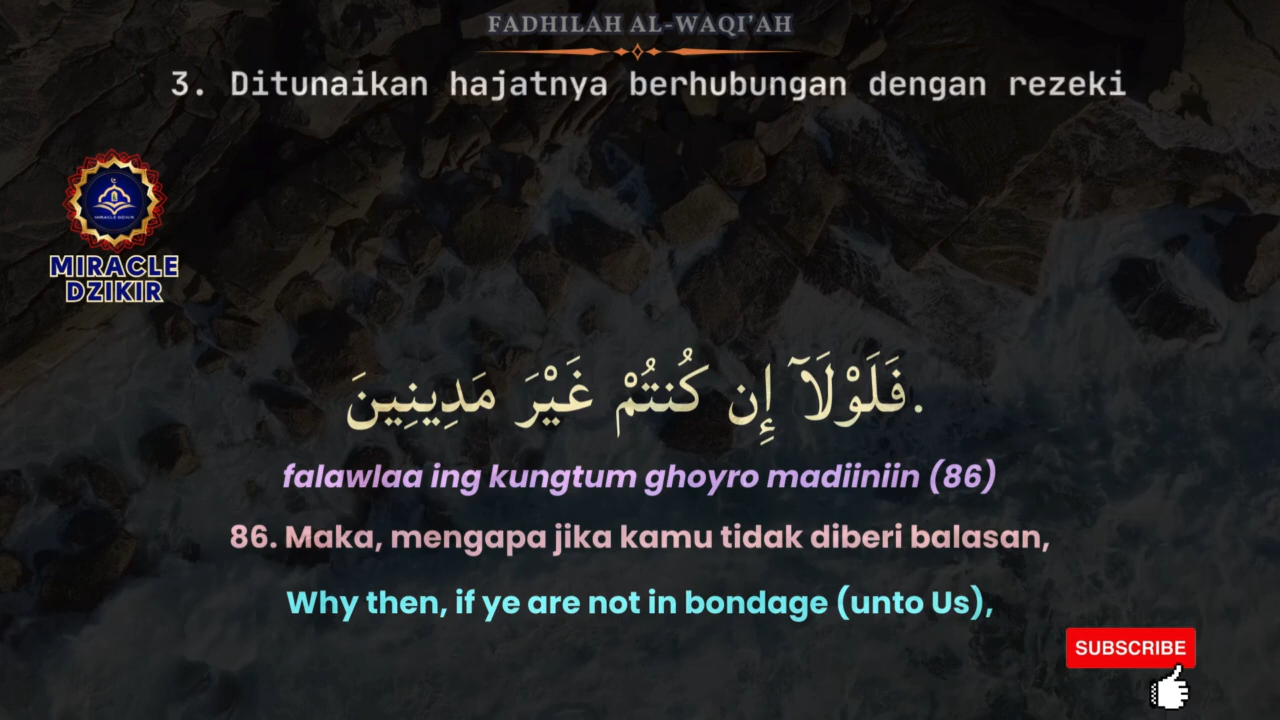 FADHILAH AL-WAQI'AH
3. Ditunaikan hajatnya berhubungan dengan rezeki
MIRACLE DZIKIR
MIRACLE
DZIKIR
فَلَوْلَآ إِن كُنتُمْ غَيْرَ مَدِينِينَ.
falawlaa ing kungtum ghoyro madiiniin (86)
86. Maka, mengapa jika kamu tidak diberi balasan,
Why then, if ye are not in bondage (unto Us),
SUBSCRIBE